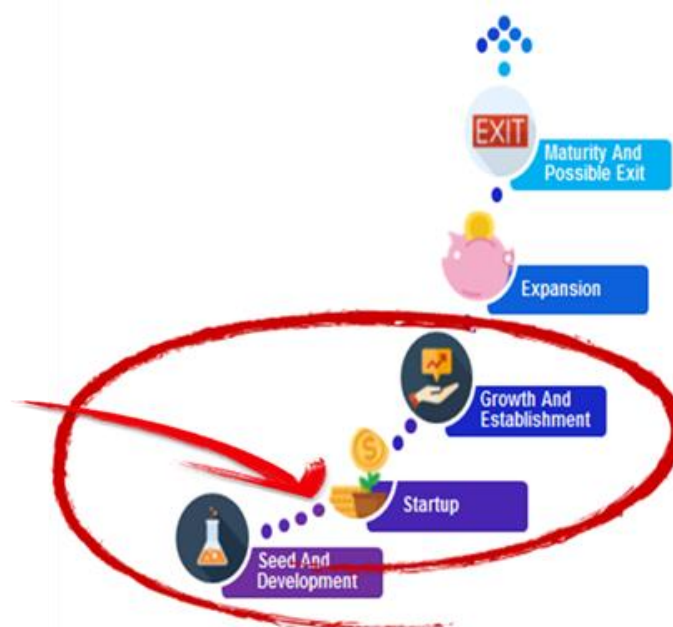 EXIT
Maturity And
Possible Exit
Expansion
Growth And
Establishment
$
Startup
Seed And
Development